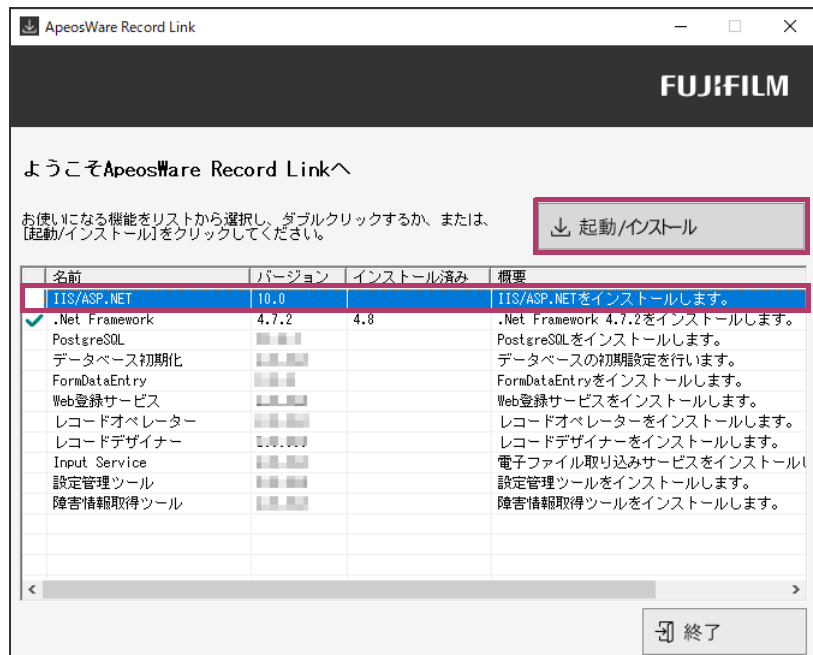 ApeosWare Record Link
FUJIFILM
ようこそApeosWare Record Linkへ
お使いになる機能をリストから選択し、ダブルクリックするか、または、
[起動/インストール]をクリックしてください。
起動/インストール
名前 バージョン インストール済み 概要
IIS/ASP.NET 10.0 IIS/ASP.NETをインストールします。
.Net Framework 4.7.2 4.8 .Net Framework 4.7.2をインストールします。
PostgreSQL PostgreSQLをインストールします。
データベース初期化 データベースの初期設定を行います。
FormDataEntry FormDataEntryをインストールします。
Web登録サービス Web登録サービスをインストールします。
レコードオペレーター レコードオペレーターをインストールします。
レコードデザイナー レコードデザイナーをインストールします。
Input Service 電子ファイル取り込みサービスをインストールし
設定管理ツール 設定管理ツールをインストールします。
障害情報取得ツール 障害情報取得ツールをインストールします。
終了